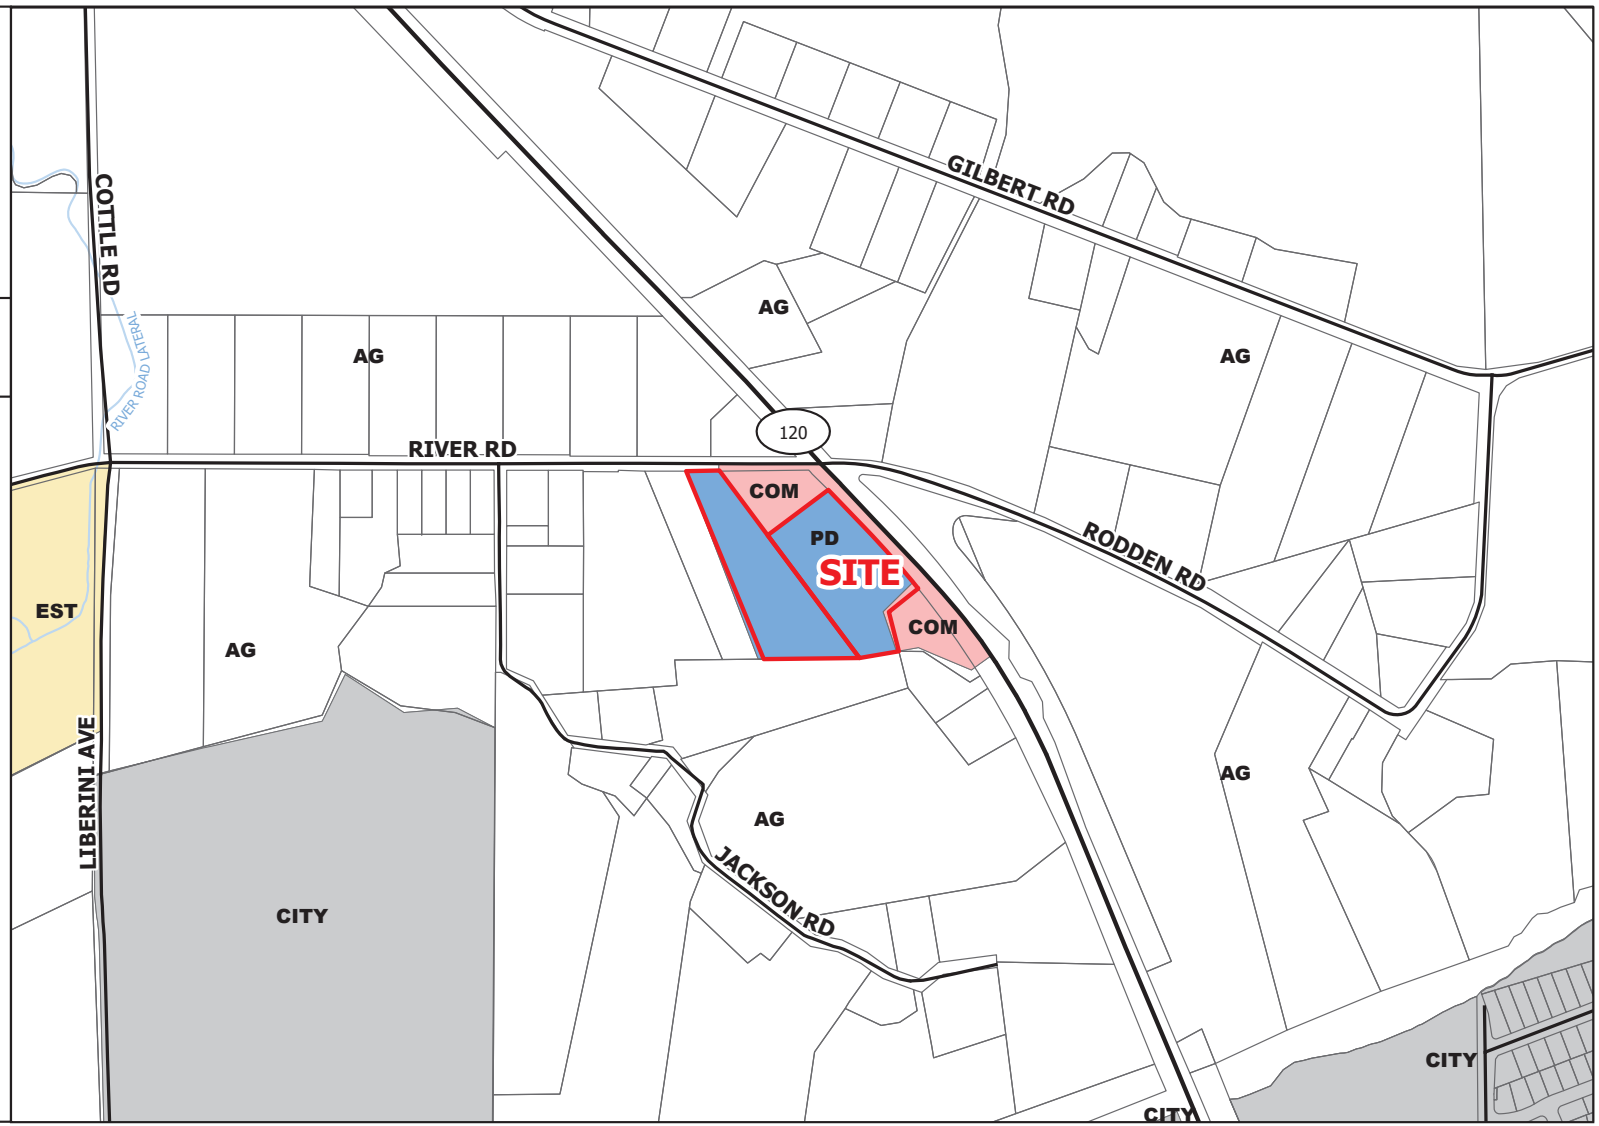 GILBERT RD
COTTLE RD
AG
RIVER ROAD LATERAL
AG
AG
120
RIVER RD
COM
PD
RODDEN RD
SITE
EST
COM
AG
LIBERINI AVE
AG
AG
JACKSON RD
CITY
CITY
CITY